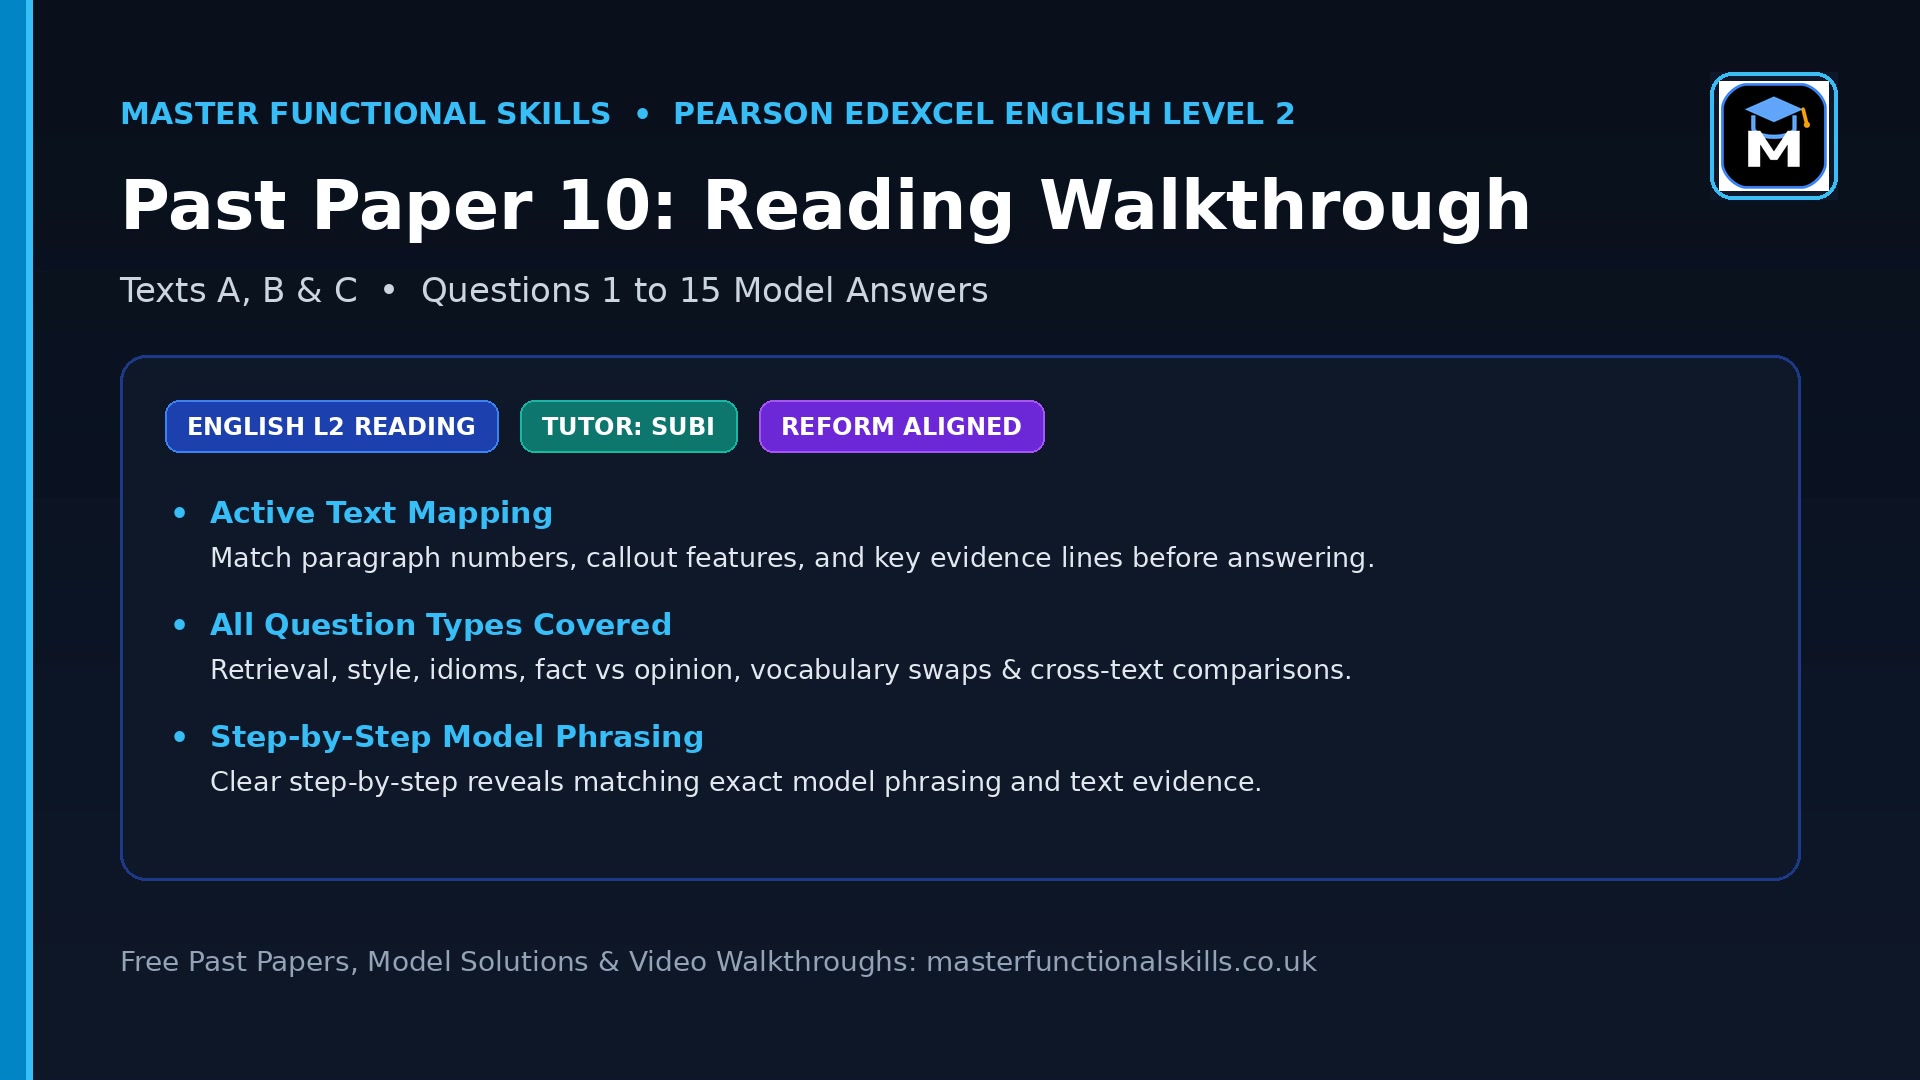 MASTER FUNCTIONAL SKILLS • PEARSON EDEXCEL ENGLISH LEVEL 2
M
Past Paper 10: Reading Walkthrough
Texts A, B & C • Questions 1 to 15 Model Answers
ENGLISH L2 READING TUTOR: SUBI REFORM ALIGNED
• Active Text Mapping
Match paragraph numbers, callout features, and key evidence lines before answering.
• All Question Types Covered
Retrieval, style, idioms, fact vs opinion, vocabulary swaps & cross-text comparisons.
• Step-by-Step Model Phrasing
Clear step-by-step reveals matching exact model phrasing and text evidence.
Free Past Papers, Model Solutions & Video Walkthroughs: masterfunctionalskills.co.uk